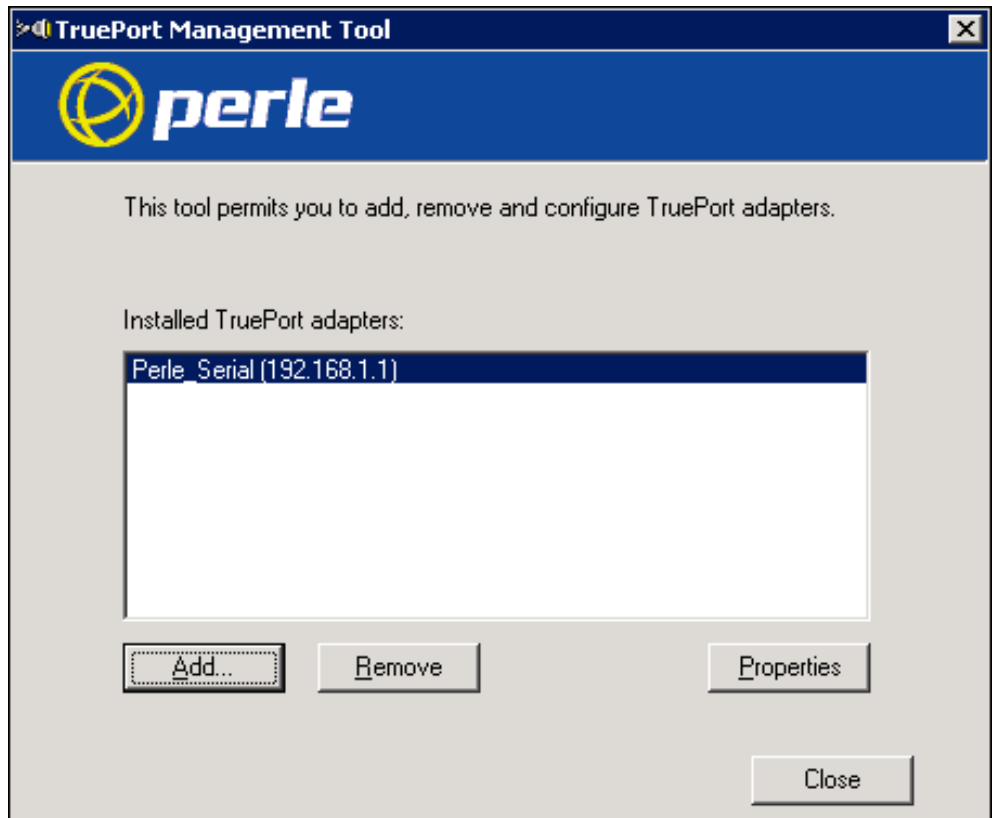 TruePort Management Tool
perle
This tool permits you to add, remove and configure TruePort adapters.
Installed TruePort adapters:
Perle_Serial (192.168.1.1)
Add... Remove Properties
Close